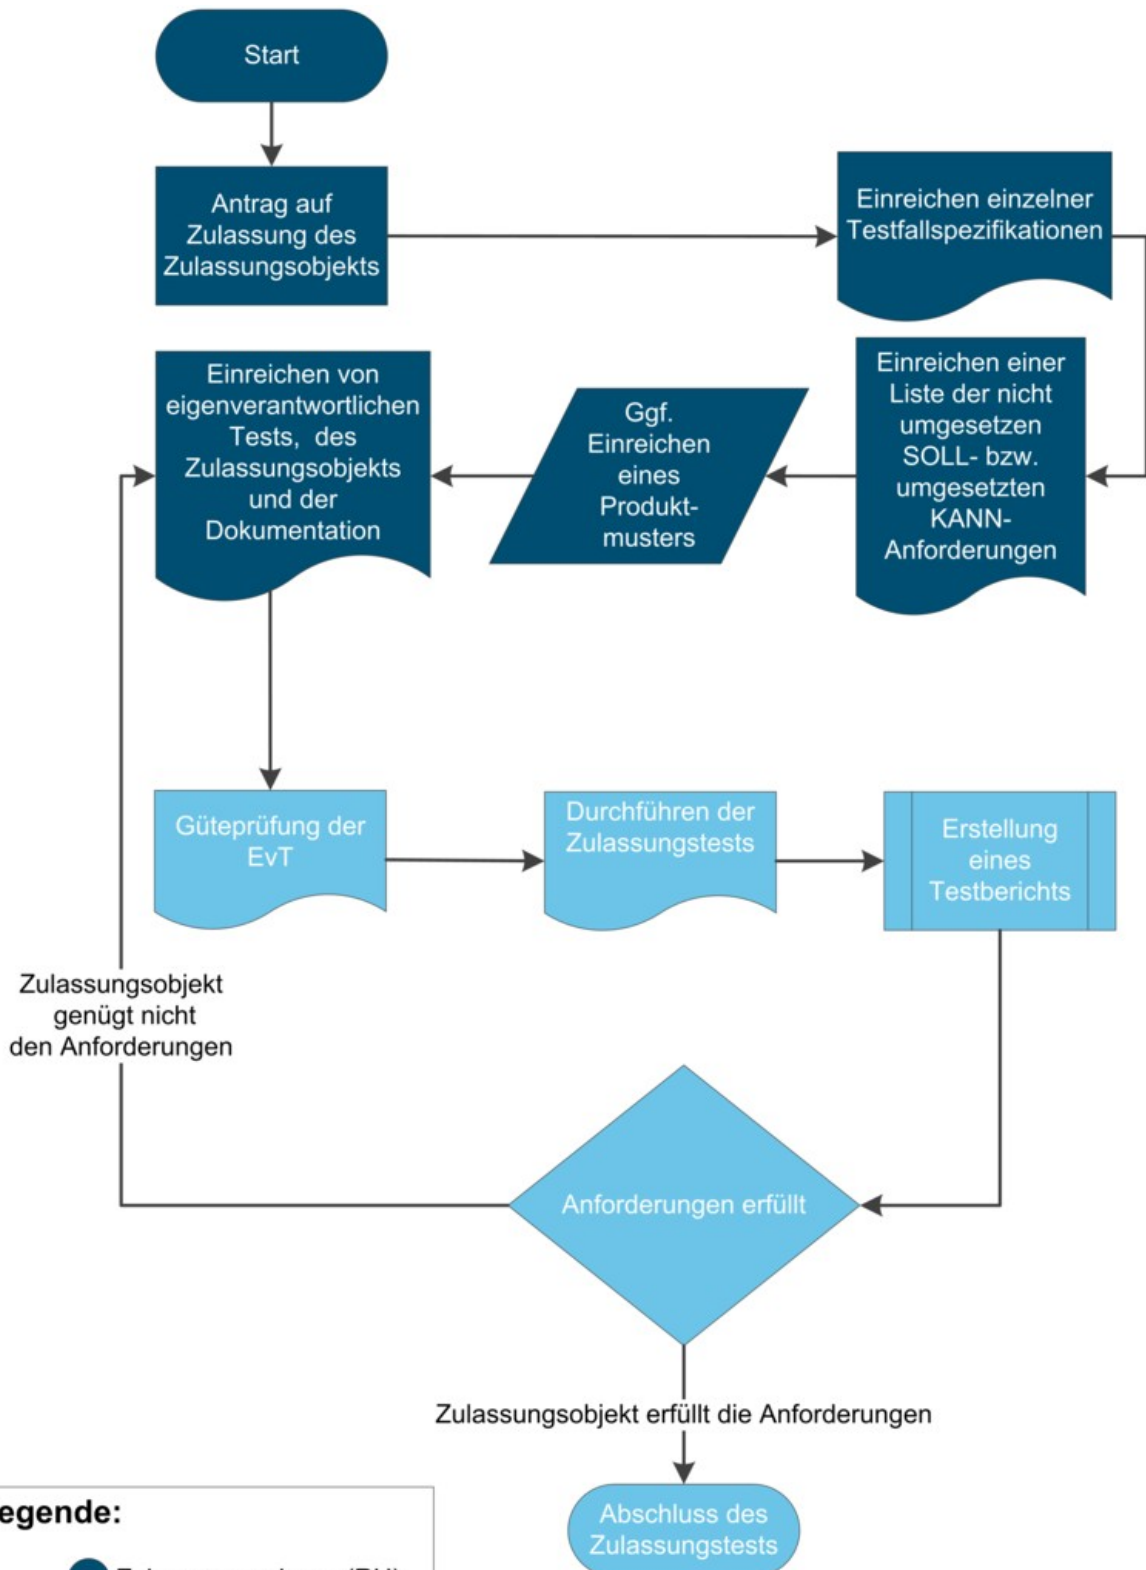 Start
Antrag auf
Zulassung des
Zulassungsobjekts
Einreichen einzelner
Testfallspezifikationen
Einreichen einer
Liste der nicht
umgesetzen
SOLL- bzw.
umgesetzten
KANN-
Anforderungen
Ggf.
Einreichen
eines
Produkt-
musters
Einreichen von
eigenverantwortlichen
Tests, des
Zulassungsobjekts
und der
Dokumentation
Güteprüfung der
EvT
Durchführen der
Zulassungstests
Erstellung
eines
Testberichts
Anforderungen erfüllt
Zulassungsobjekt
genügt nicht
den Anforderungen
Zulassungsobjekt erfüllt die Anforderungen
Abschluss des
Zulassungstests
egende: